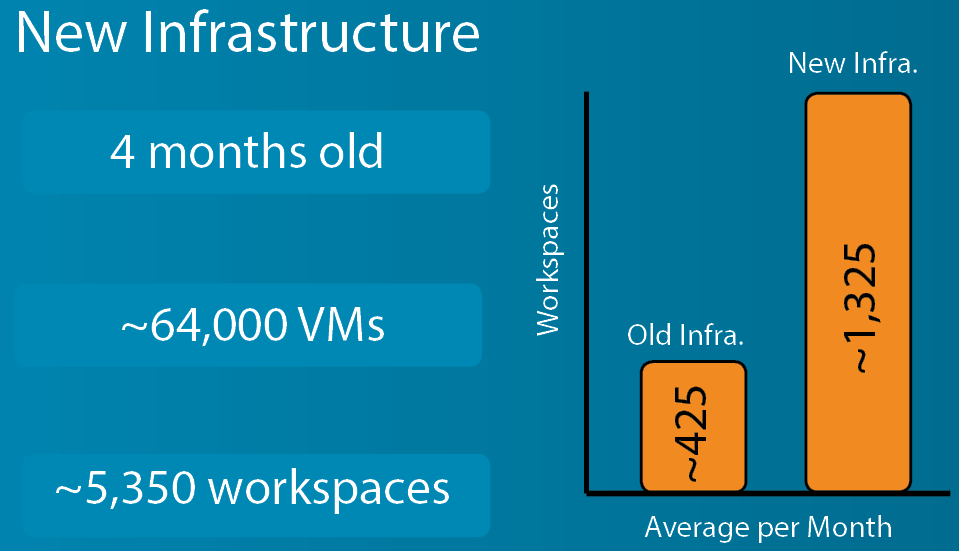 New Infrastructure
4 months old
~64,000 VMs
~5,350 workspaces
New Infra.
Old Infra.
Workspaces
~425
~1,325
Average per Month